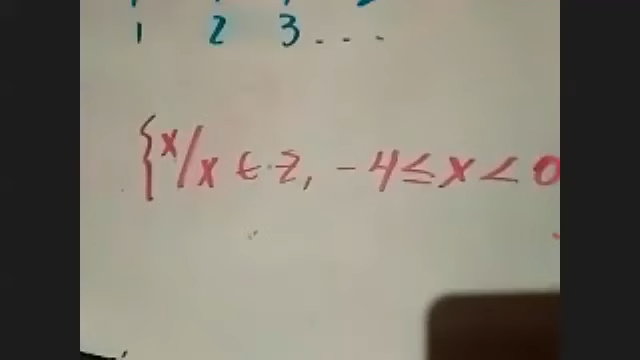 1 2 3 . . .
{x/x ∈ Z, -4 ≤ x < 0